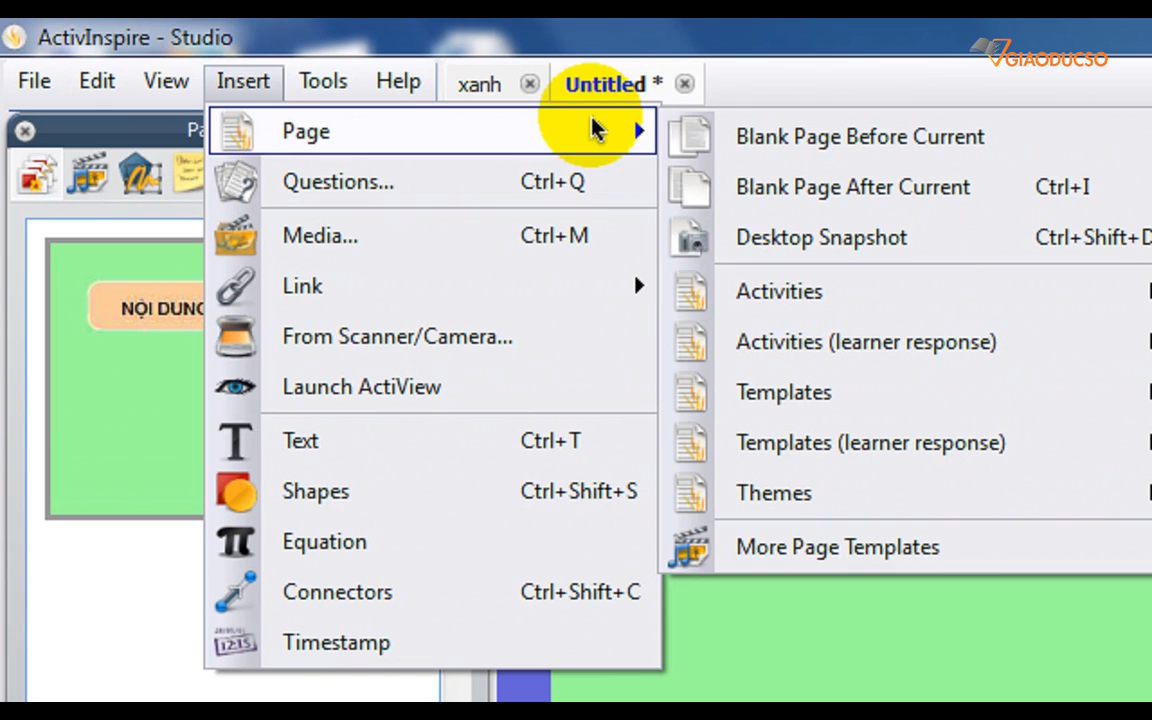 ActivInspire - Studio
GIAODUCSO
File Edit View Insert Tools Help xanh Untitled *
Page
Questions... Ctrl+Q
Media... Ctrl+M
Link
From Scanner/Camera...
Launch ActiView
Text Ctrl+T
Shapes Ctrl+Shift+S
Equation
Connectors Ctrl+Shift+C
Timestamp
Blank Page Before Current
Blank Page After Current Ctrl+I
Desktop Snapshot Ctrl+Shift+D
Activities
Activities (learner response)
Templates
Templates (learner response)
Themes
More Page Templates
NỘI DUNG